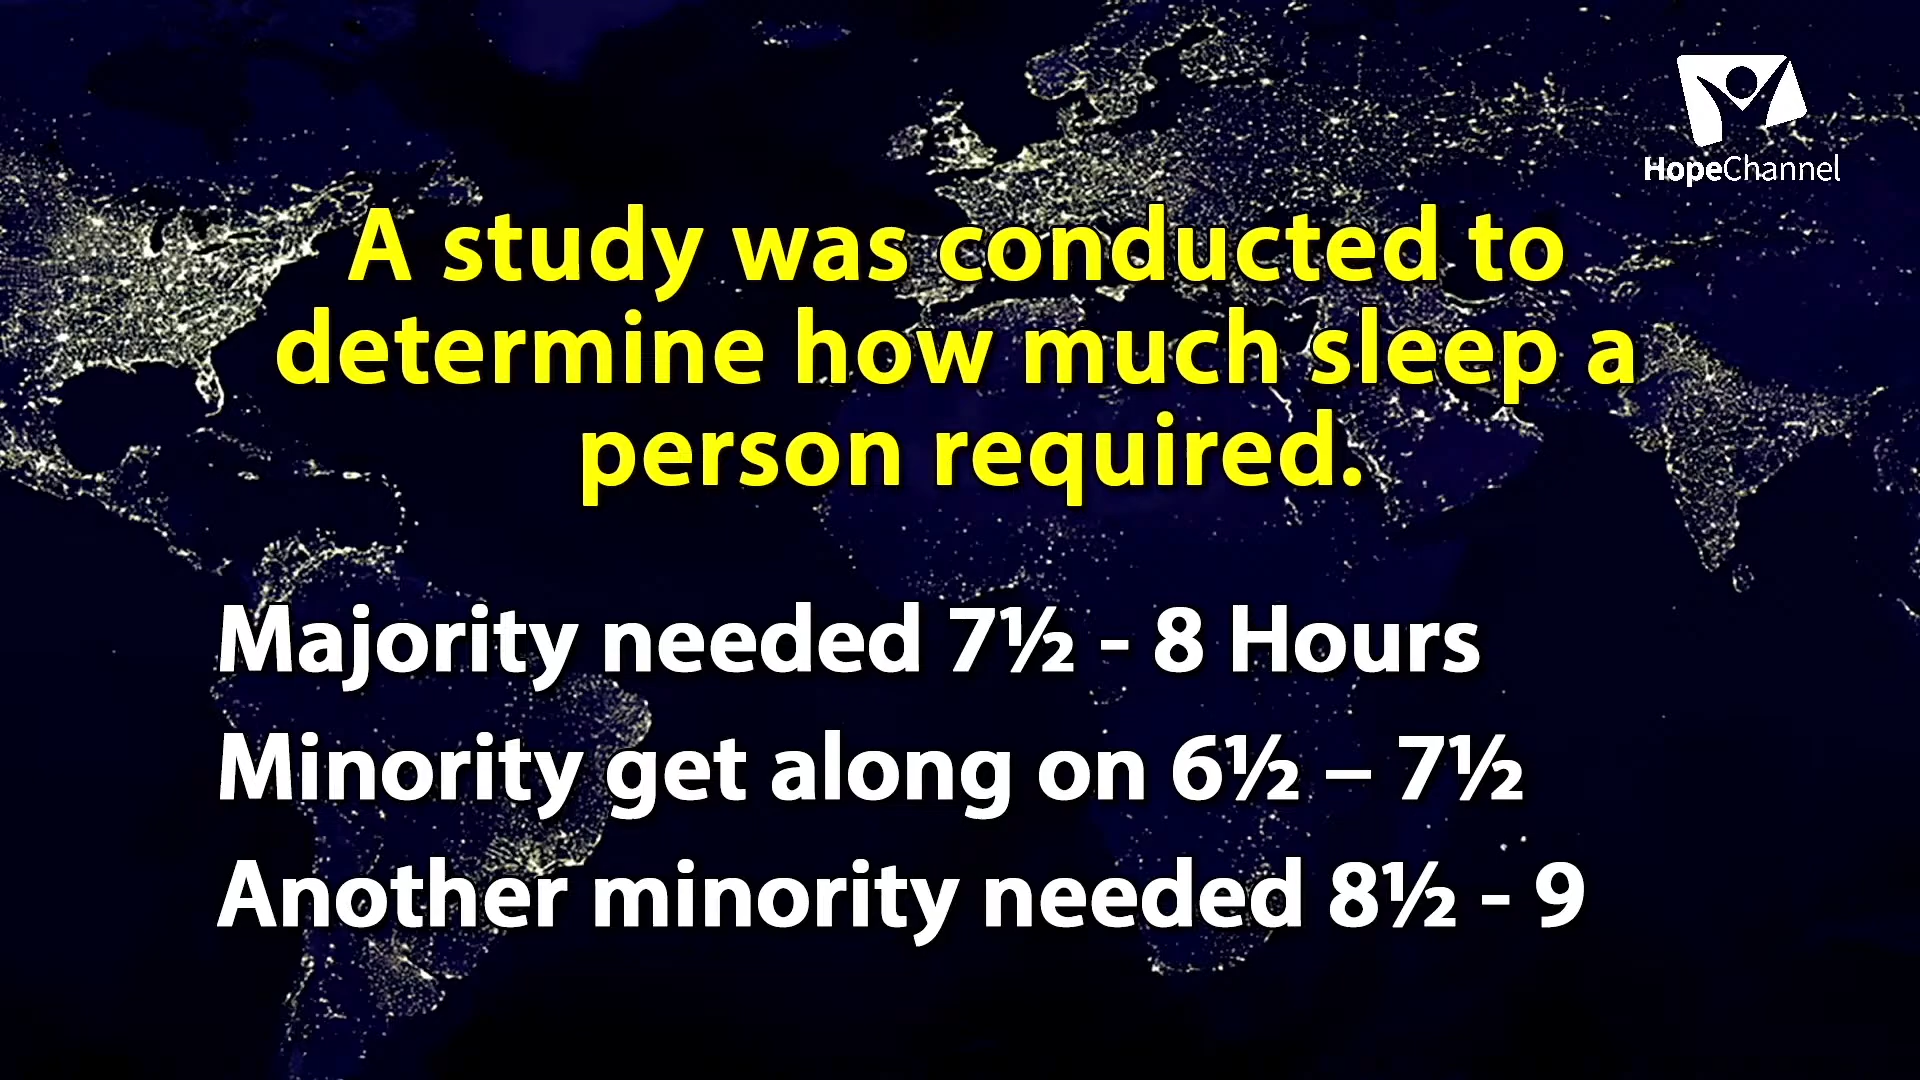 HopeChannel
A study was conducted to
determine how much sleep a
person required.
Majority needed 7½ - 8 Hours
Minority get along on 6½ – 7½
Another minority needed 8½ - 9